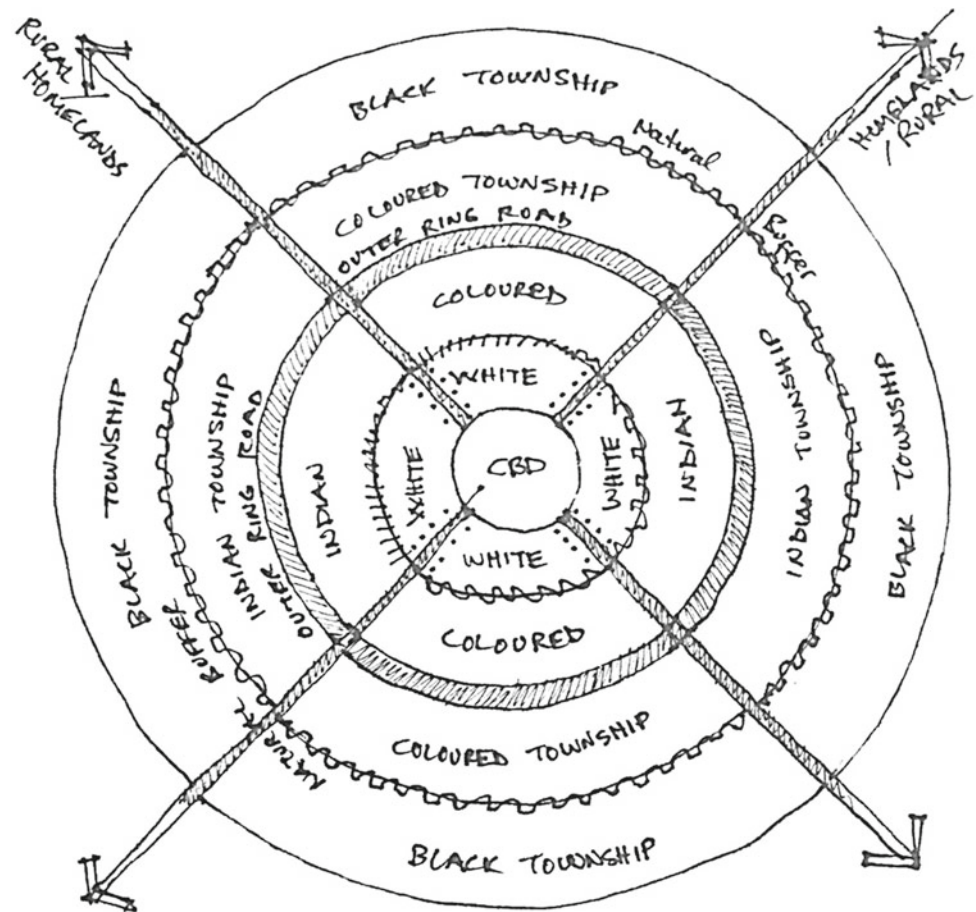 RURAL
HOMELANDS
BLACK TOWNSHIP
Natural
HOMELANDS
/ RURAL
COLOURED TOWNSHIP
OUTER RING ROAD
Buffer
COLOURED
WHITE
BLACK TOWNSHIP
INDIAN TOWNSHIP
OUTER RING ROAD
INDIAN
WHITE
CBD
WHITE
INDIAN
INDIAN TOWNSHIP
BLACK TOWNSHIP
WHITE
COLOURED
NATURAL BUFFER
COLOURED TOWNSHIP
BLACK TOWNSHIP